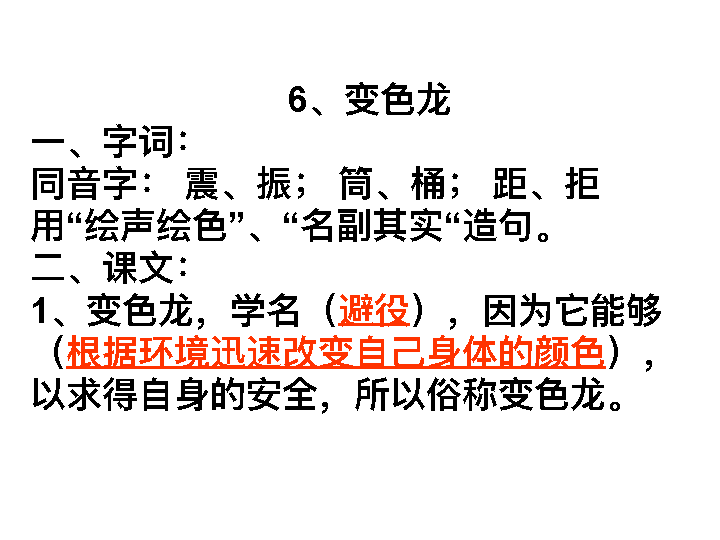 6、变色龙
一、字词：
同音字： 震、振； 筒、桶； 距、拒
用“绘声绘色”、“名副其实“造句。
二、课文：
1、变色龙，学名（避役），因为它能够
（根据环境迅速改变自己身体的颜色），
以求得自身的安全，所以俗称变色龙。